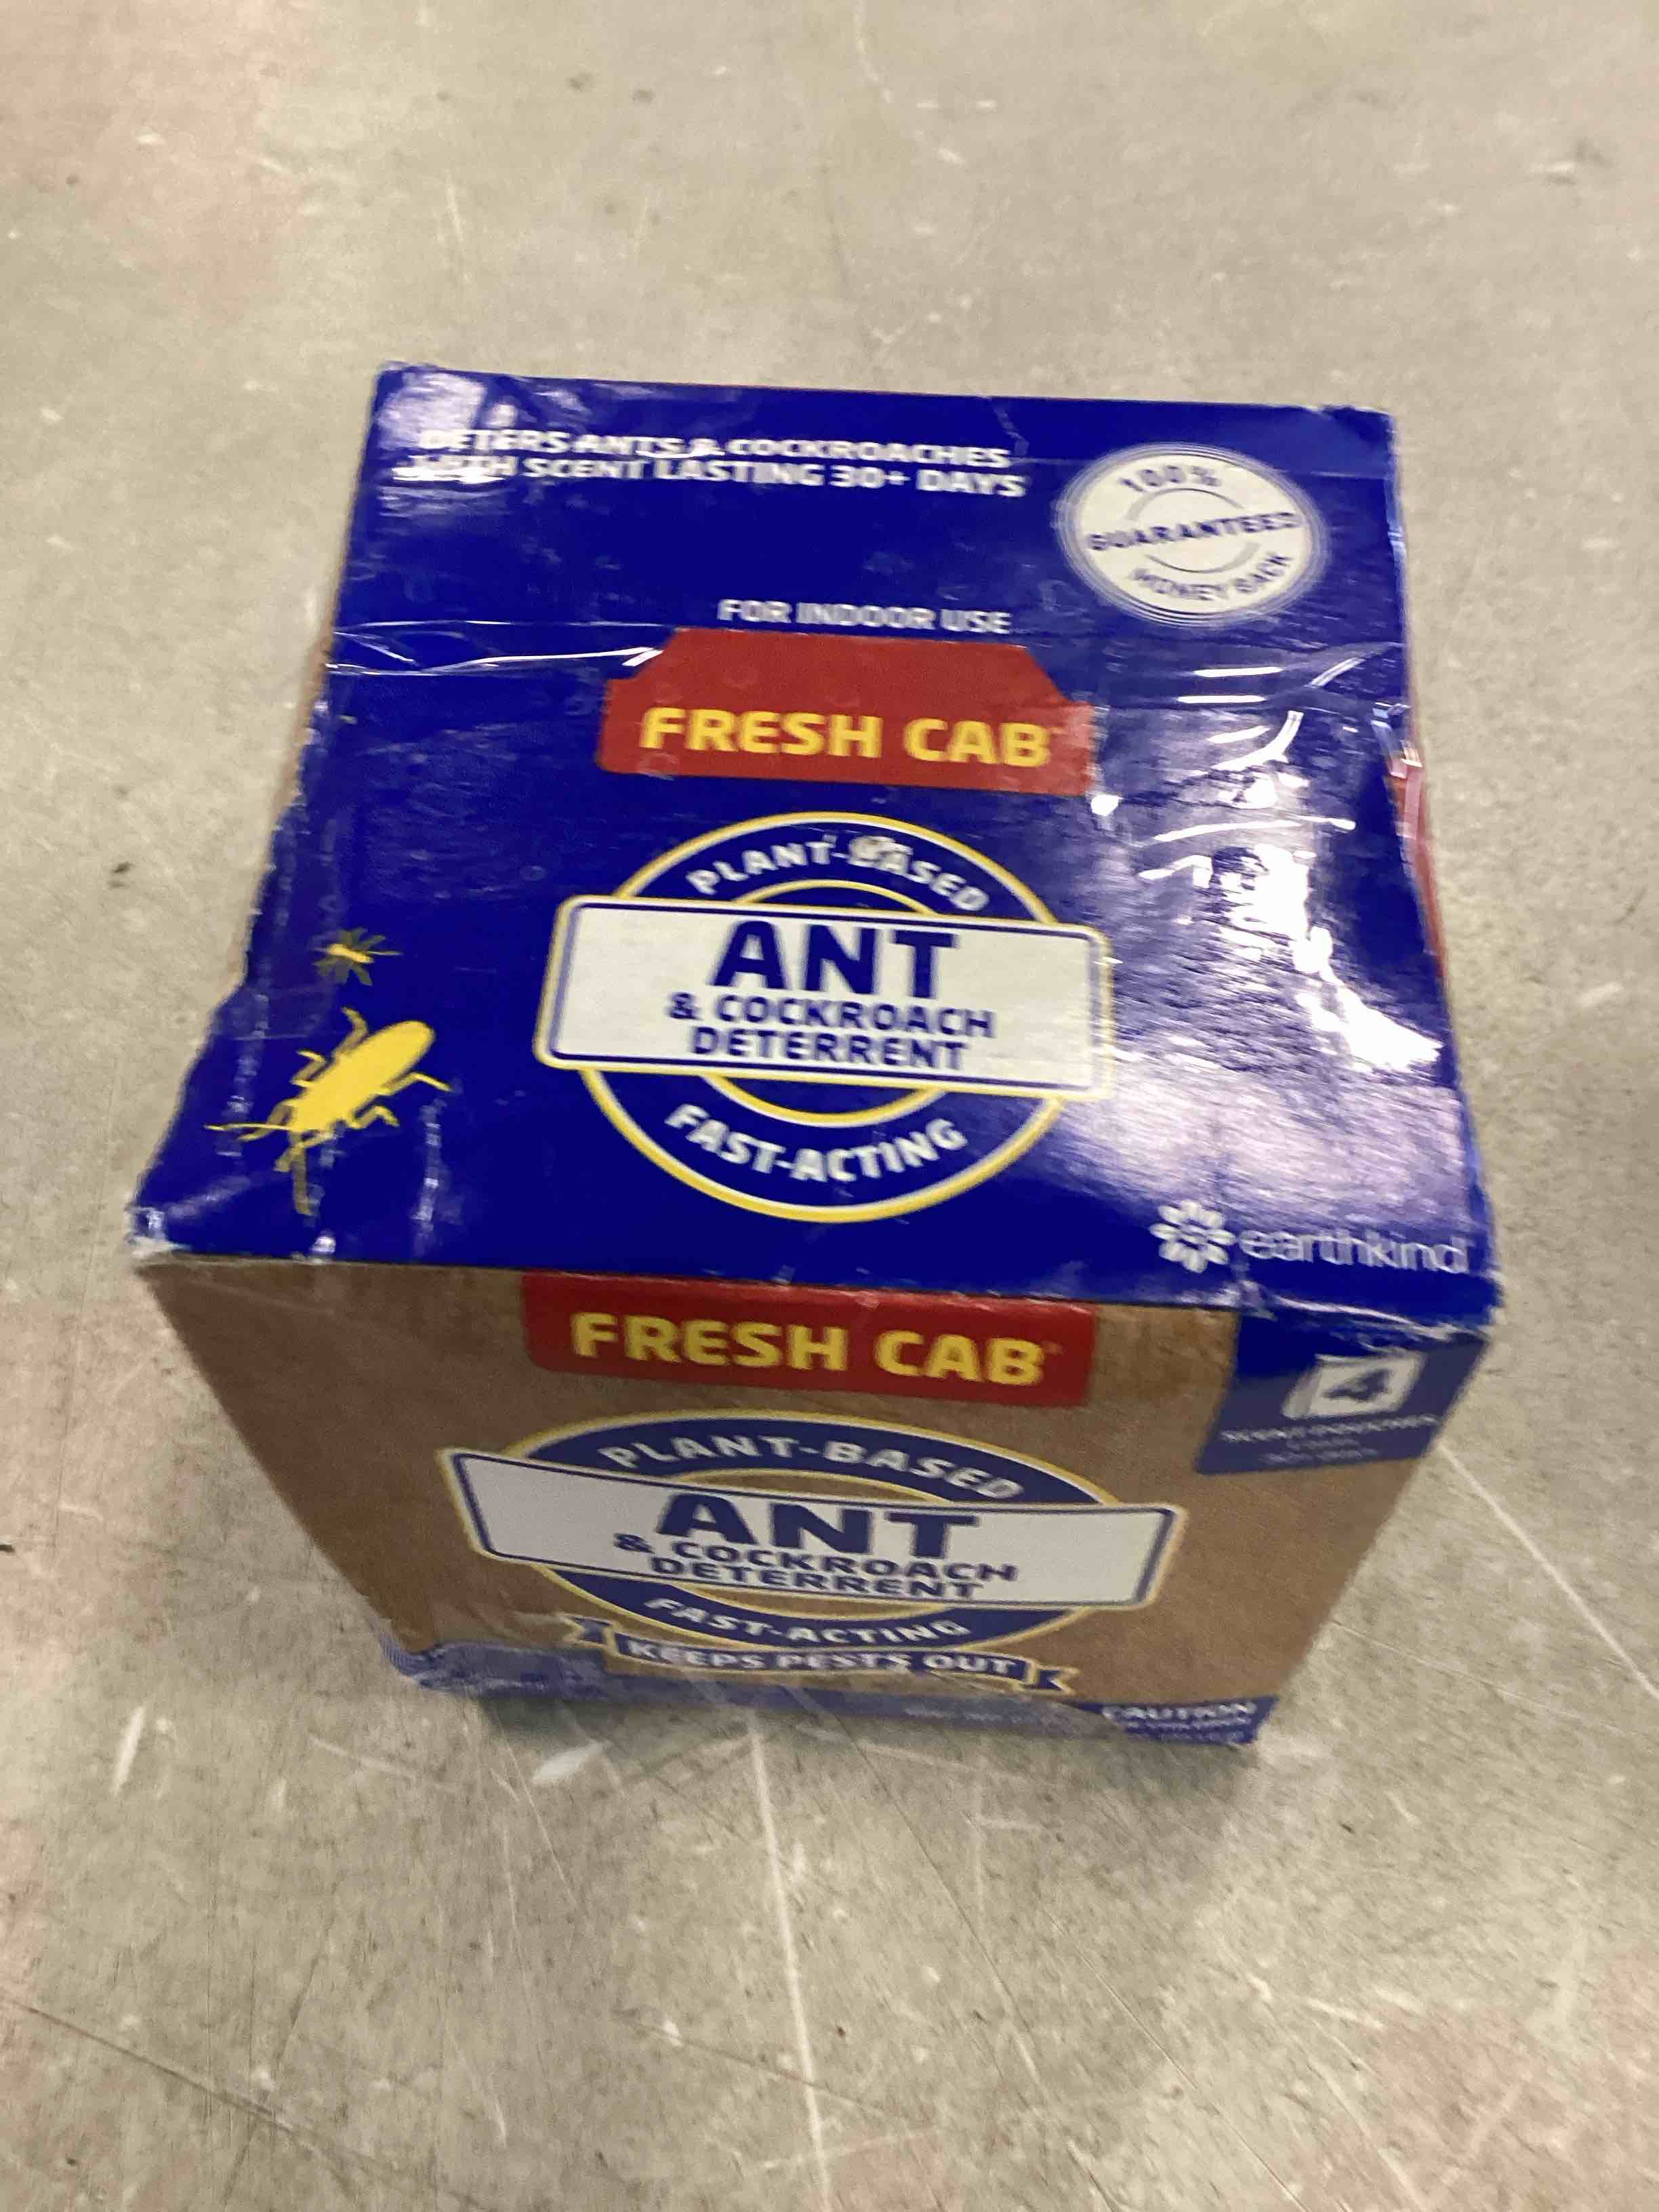 DETERS ANTS & COCKROACHES
WITH SCENT LASTING 30+ DAYS
100%
GUARANTEED
MONEY BACK
FOR INDOOR USE
FRESH CAB
PLANT-BASED
ANT
& COCKROACH
DETERRENT
FAST-ACTING
earthkind
FRESH CAB
4
PLANT-BASED
ANT
& COCKROACH
DETERRENT
FAST-ACTING
KEEPS PESTS OUT
CAUTION